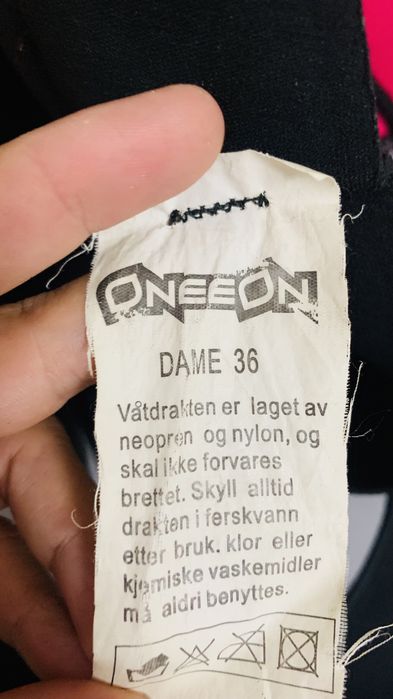 ONEEON
DAME 36
Våtdrakten er laget av
neopren og nylon, og
skal ikke forvares
brettet. Skyll alltid
drakten i ferskvann
etter bruk. klor eller
kjemiske vaskemidler
må aldri benyttes.